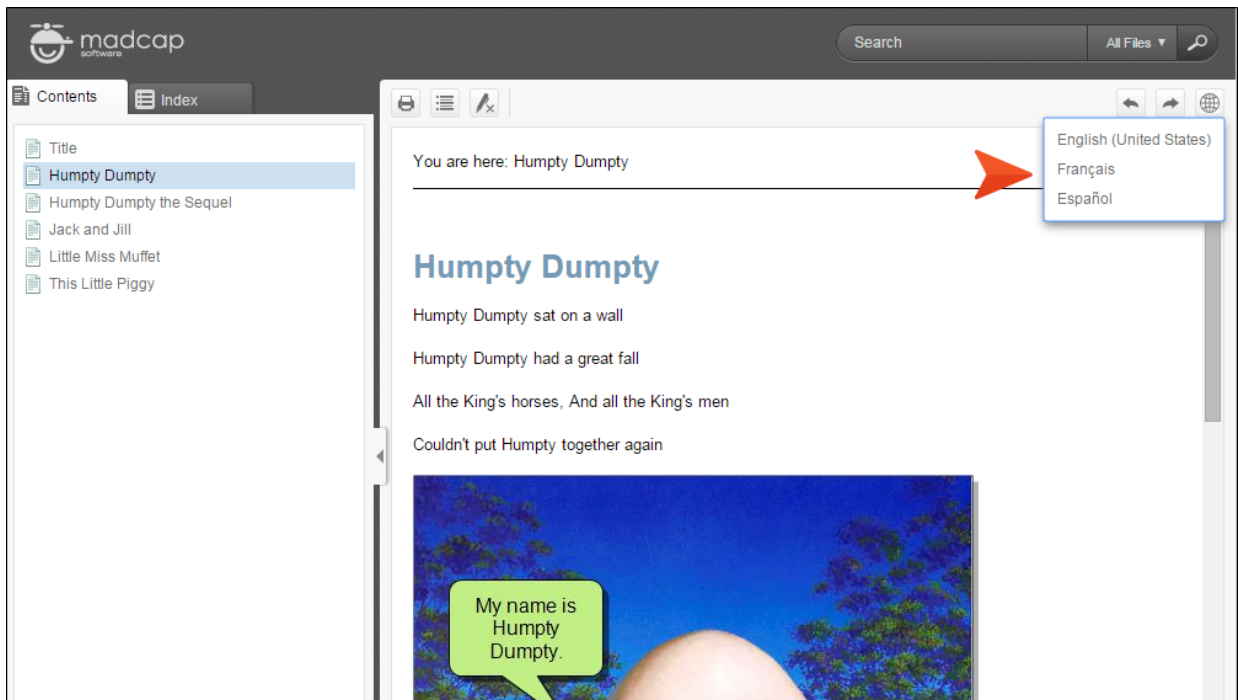 madcap
software
Search
All Files
Contents
Index
Title
Humpty Dumpty
Humpty Dumpty the Sequel
Jack and Jill
Little Miss Muffet
This Little Piggy
English (United States)
Français
Español
You are here: Humpty Dumpty
Humpty Dumpty
Humpty Dumpty sat on a wall
Humpty Dumpty had a great fall
All the King's horses, And all the King's men
Couldn't put Humpty together again
My name is
Humpty
Dumpty.